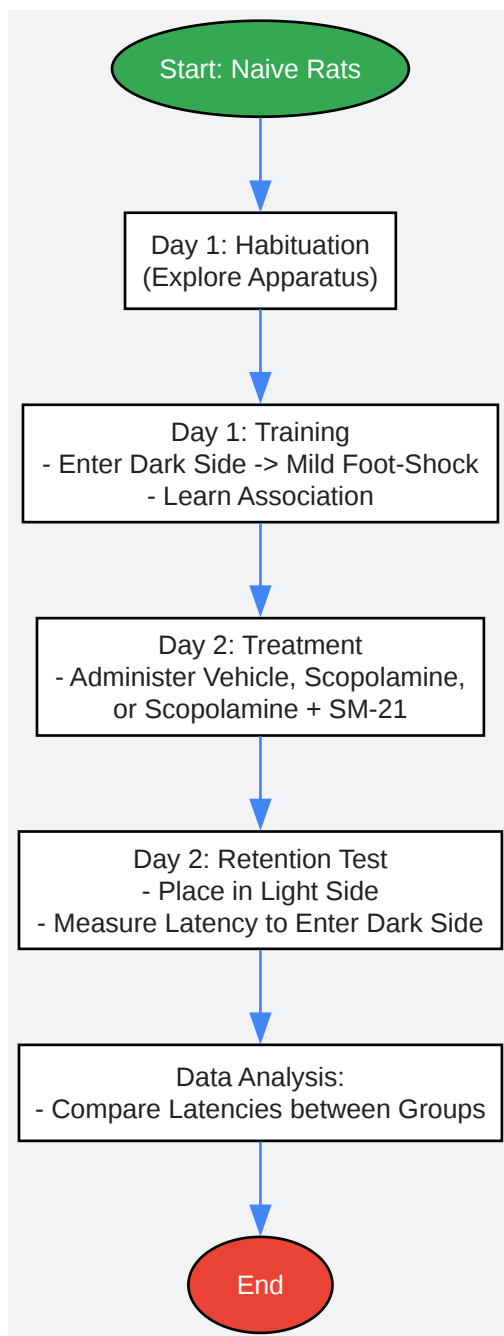 Start: Naive Rats
Day 1: Habituation
(Explore Apparatus)
Day 1: Training
- Enter Dark Side -> Mild Foot-Shock
- Learn Association
Day 2: Treatment
- Administer Vehicle, Scopolamine,
or Scopolamine + SM-21
Day 2: Retention Test
- Place in Light Side
- Measure Latency to Enter Dark Side
Data Analysis:
- Compare Latencies between Groups
End